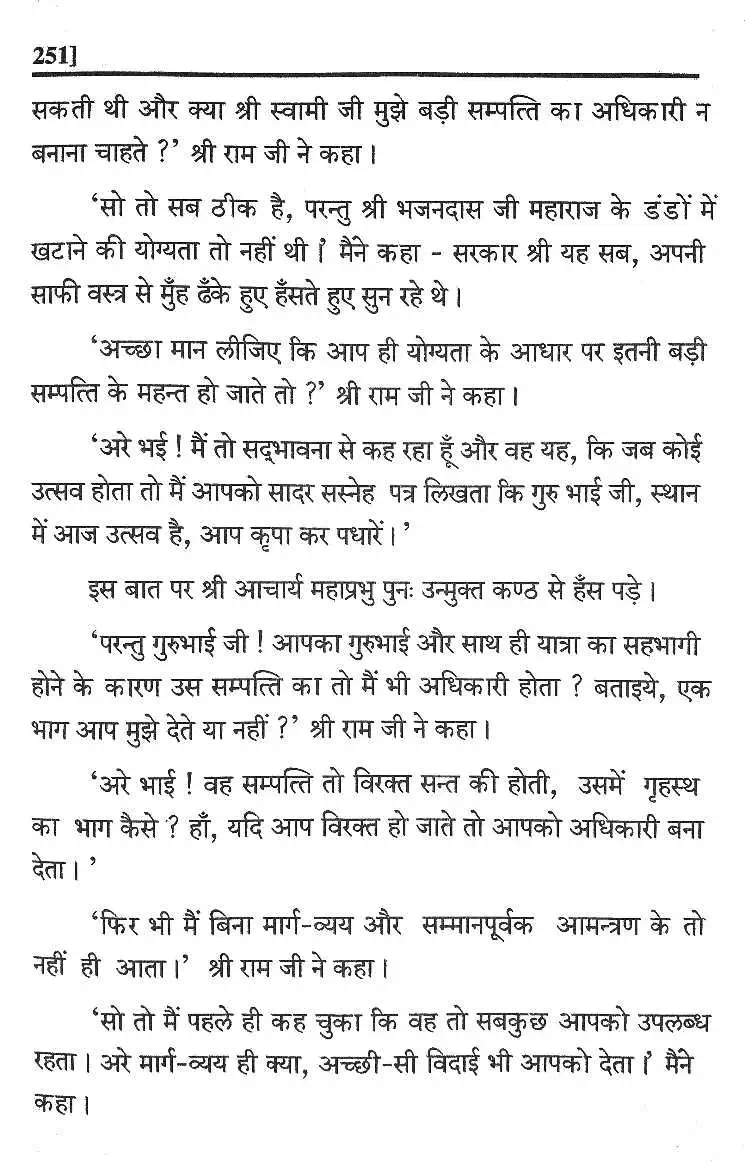 251]
सकती थी और क्या श्री स्वामी जी मुझे बड़ी सम्पत्ति का अधिकारी न
बनाना चाहते ?’ श्री राम जी ने कहा ।
‘सो तो सब ठीक है, परन्तु श्री भजनदास जी महाराज के डंडों में
खटाने की योग्यता तो नहीं थी ।’ मैने कहा - सरकार श्री यह सब, अपनी
साफी वस्त्र से मुँह ढँके हुए हँसते हुए सुन रहे थे ।
‘अच्छा मान लीजिए कि आप ही योग्यता के आधार पर इतनी बड़ी
सम्पत्ति के महन्त हो जाते तो ?’ श्री राम जी ने कहा ।
‘अरे भई ! मैं तो सद्‌भावना से कह रहा हूँ और वह यह, कि जब कोई
उत्सव होता तो मैं आपको सादर सस्नेह पत्र लिखता कि गुरु भाई जी, स्थान
में आज उत्सव है, आप कृपा कर पधारें । ’
इस बात पर श्री आचार्य महाप्रभु पुनः उन्मुक्त कण्ठ से हँस पड़े ।
‘परन्तु गुरुभाई जी ! आपका गुरुभाई और साथ ही यात्रा का सहभागी
होने के कारण उस सम्पत्ति का तो मैं भी अधिकारी होता ? बताइये, एक
भाग आप मुझे देते या नहीं ?’ श्री राम जी ने कहा ।
‘अरे भाई ! वह सम्पत्ति तो विरक्त सन्त की होती, उसमें गृहस्थ
का भाग कैसे ? हाँ, यदि आप विरक्त हो जाते तो आपको अधिकारी बना
देता । ’
‘फिर भी मैं बिना मार्ग-व्यय और सम्मानपूर्वक आमन्त्रण के तो
नहीं ही आता ।’ श्री राम जी ने कहा ।
‘सो तो मैं पहले ही कह चुका कि वह तो सबकुछ आपको उपलब्ध
रहता । अरे मार्ग-व्यय ही क्या, अच्छी-सी विदाई भी आपको देता ।’ मैने
कहा ।